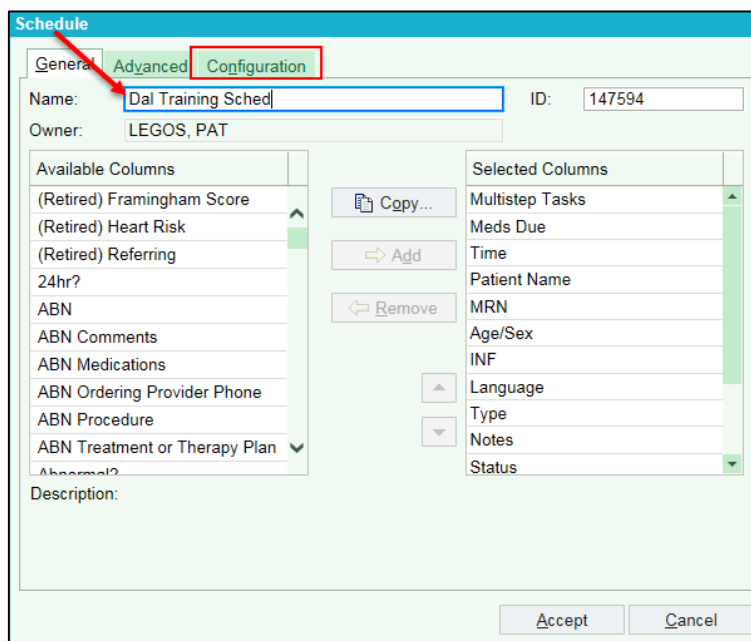 Schedule
General Advanced Configuration
Name: Dal Training Sched ID: 147594
Owner: LEGOS, PAT
Available Columns
(Retired) Framingham Score
(Retired) Heart Risk
(Retired) Referring
24hr?
ABN
ABN Comments
ABN Medications
ABN Ordering Provider Phone
ABN Procedure
ABN Treatment or Therapy Plan
Abnormal?
Copy...
Add
Remove
Selected Columns
Multistep Tasks
Meds Due
Time
Patient Name
MRN
Age/Sex
INF
Language
Type
Notes
Status
Description:
Accept Cancel